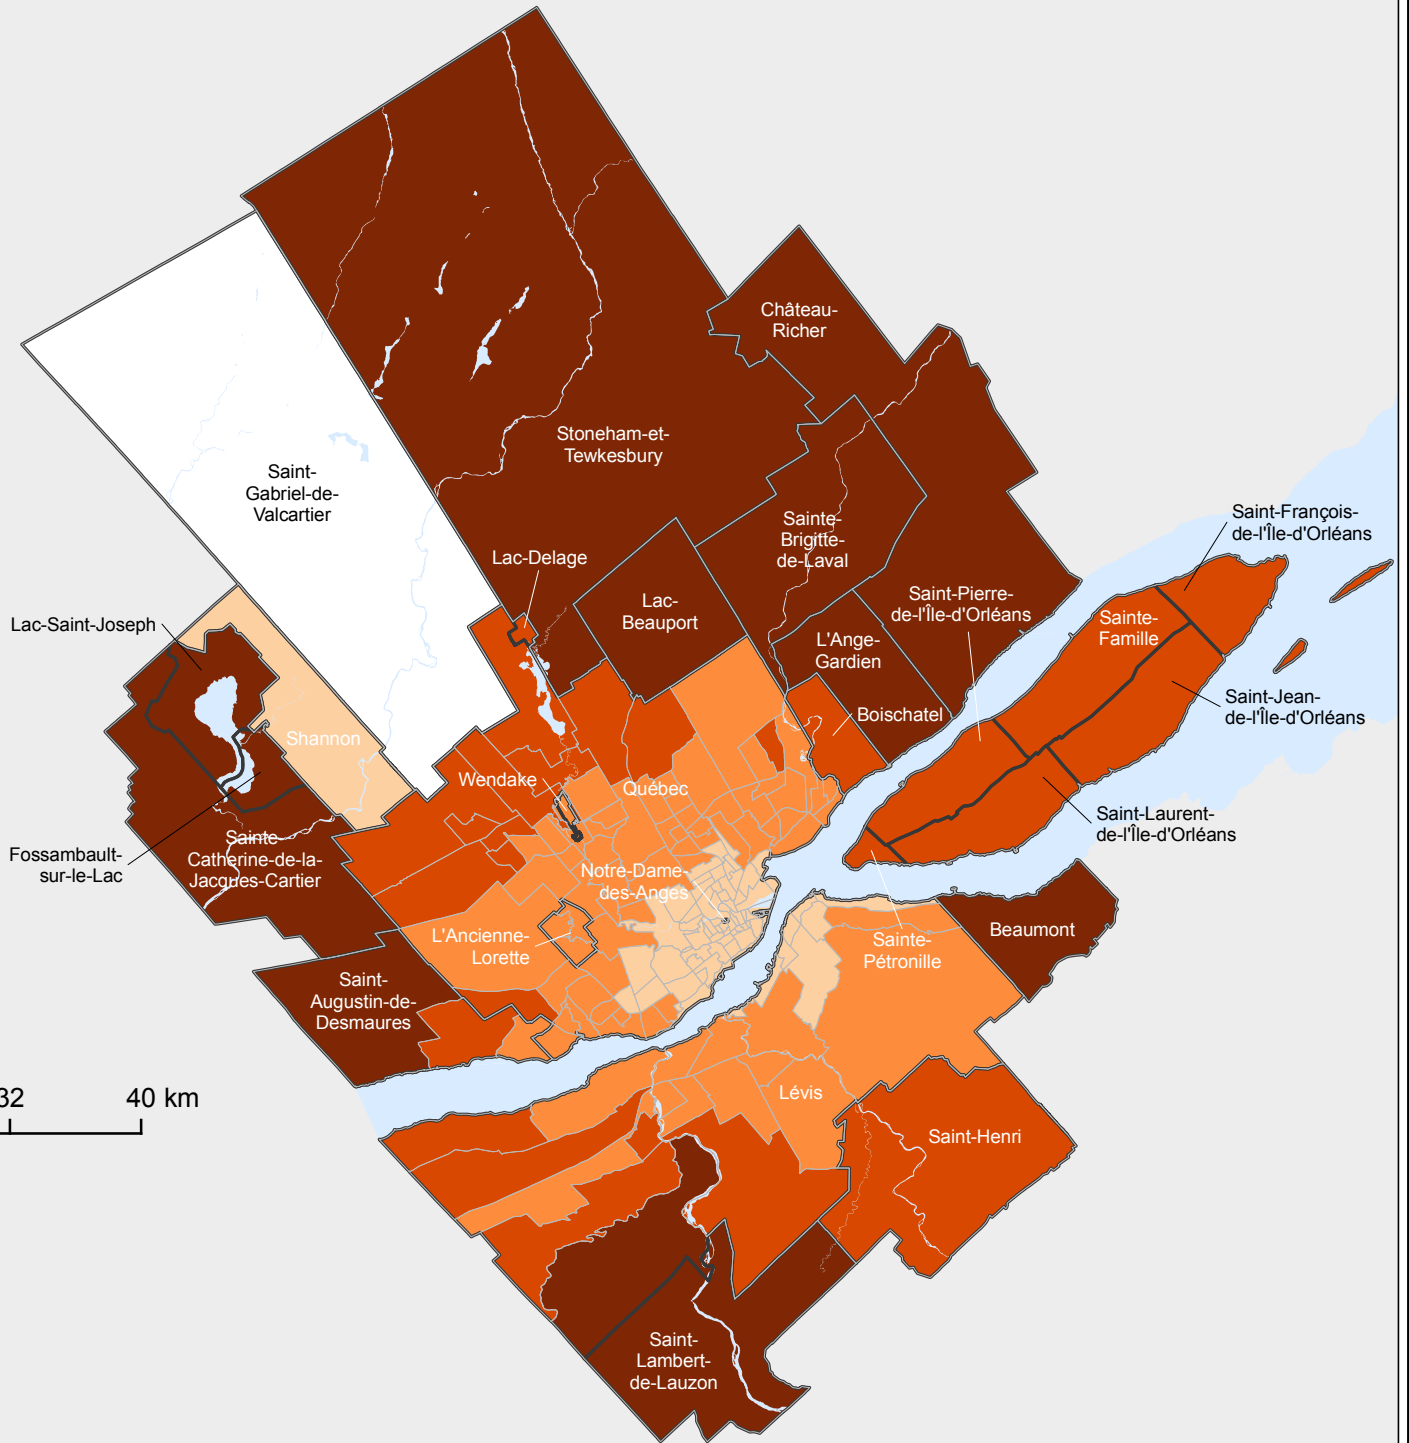 Château-
Richer
Stoneham-et-
Tewkesbury
Saint-
Gabriel-de-
Valcartier
Sainte-
Brigitte-
de-Laval
Saint-François-
de-l'Île-d'Orléans
Lac-Delage
Lac-
Beauport
Saint-Pierre-
de-l'Île-d'Orléans
Sainte-
Famille
Lac-Saint-Joseph
L'Ange-
Gardien
Saint-Jean-
de-l'Île-d'Orléans
Boischatel
Shannon
Wendake
Québec
Saint-Laurent-
de-l'Île-d'Orléans
Fossambault-
sur-le-Lac
Sainte-
Catherine-de-la-
Jacques-Cartier
Notre-Dame-
des-Anges
L'Ancienne-
Lorette
Sainte-
Pétronille
Beaumont
Saint-
Augustin-de-
Desmaures
32 40 km
Lévis
Saint-Henri
Saint-
Lambert-
de-Lauzon